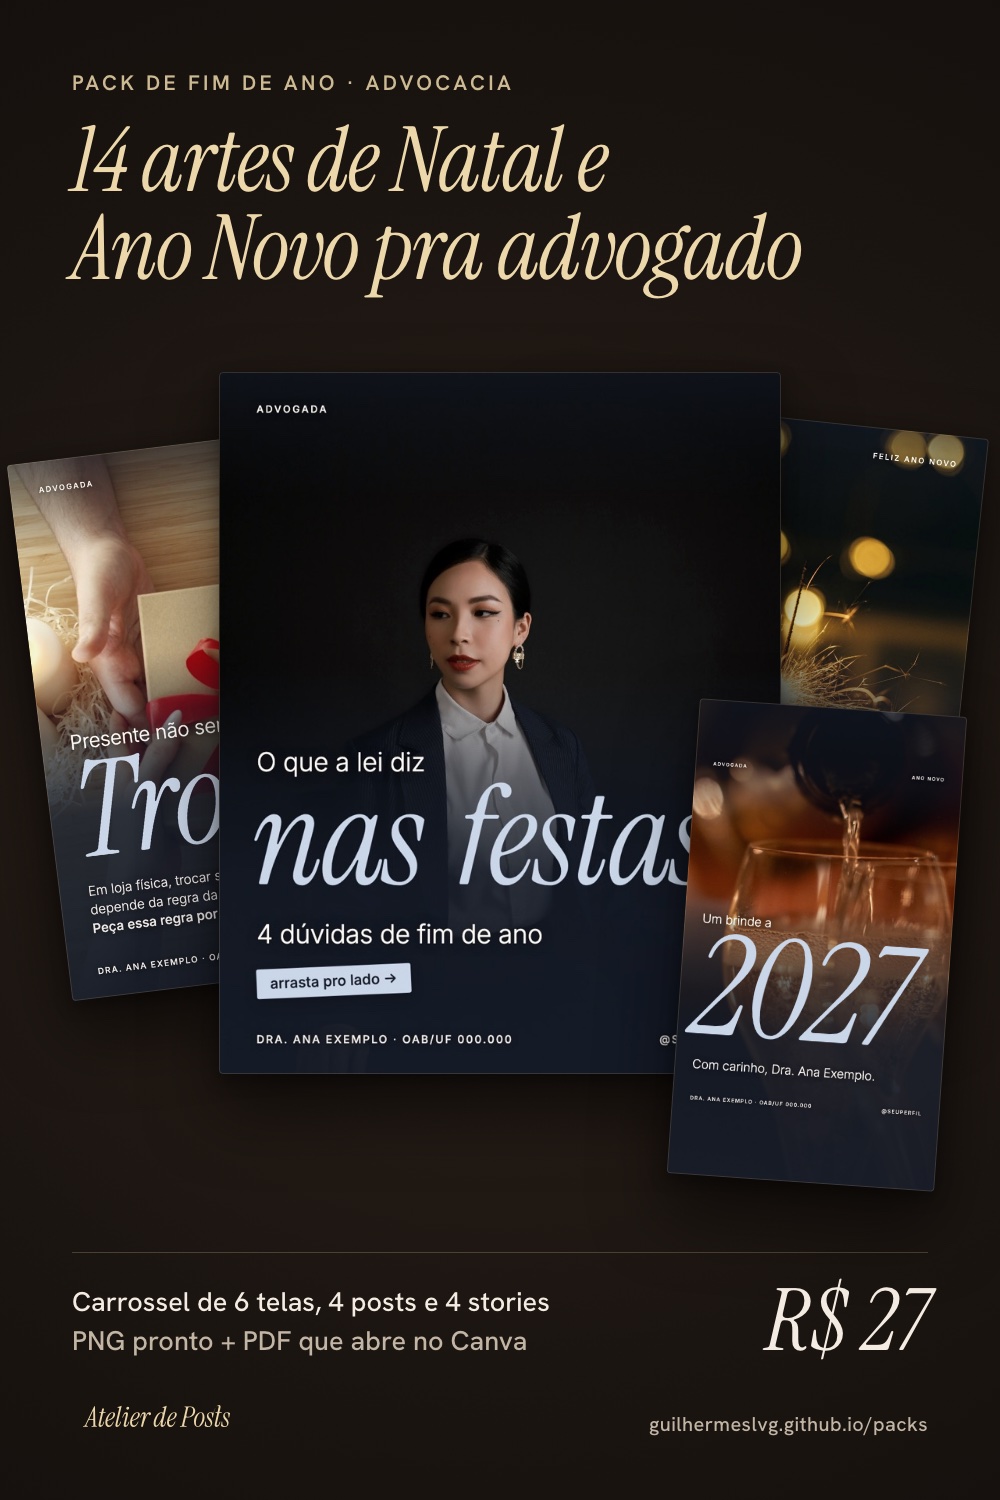 PACK DE FIM DE ANO · ADVOCACIA
14 artes de Natal e
Ano Novo pra advogado
ADVOGADA
Presente não
Em loja física, trocar
depende da regra da
Peça essa regra por
DRA. ANA EXEMPLO ·
ADVOGADA
O que a lei diz
nas festas
4 dúvidas de fim de ano
arrasta pro lado →
DRA. ANA EXEMPLO · OAB/UF 000.000
FELIZ ANO NOVO
ADVOGADA
ANO NOVO
Um brinde a
2027
Com carinho, Dra. Ana Exemplo.
DRA. ANA EXEMPLO · OAB/UF 000.000
@SEUPERFIL
Carrossel de 6 telas, 4 posts e 4 stories
PNG pronto + PDF que abre no Canva
R$ 27
Atelier de Posts
guilhermeslvg.github.io/packs